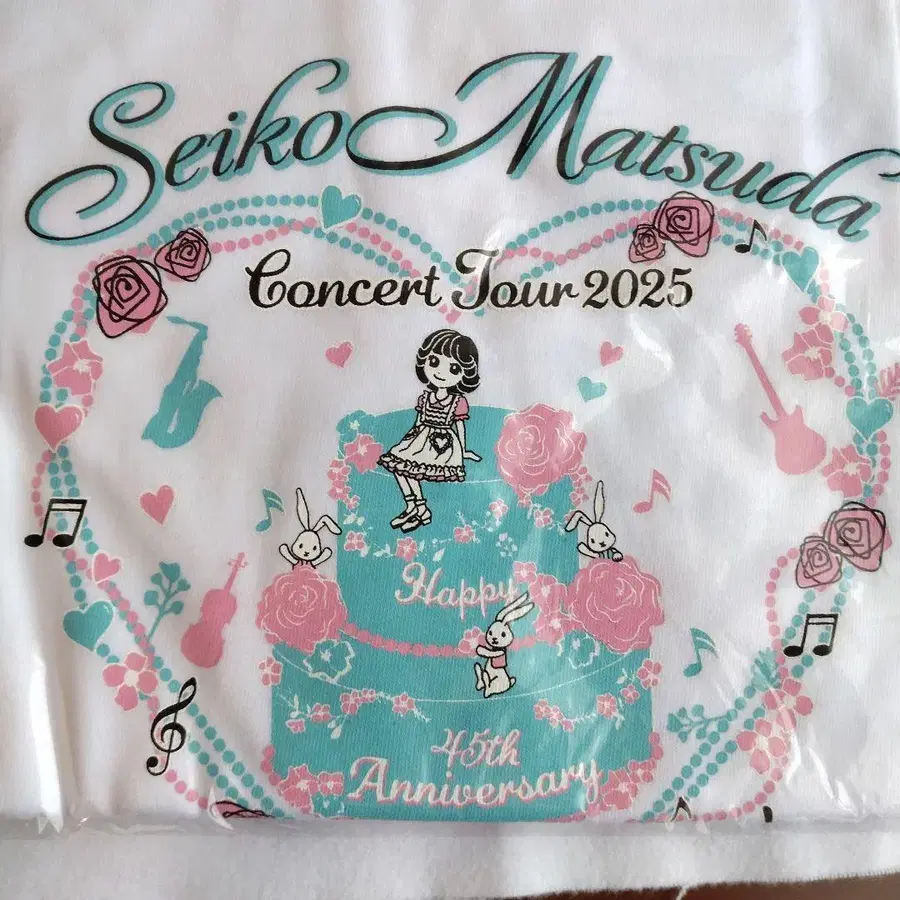 Seiko Matsuda
Concert Tour 2025
Happy
45th
Anniversary